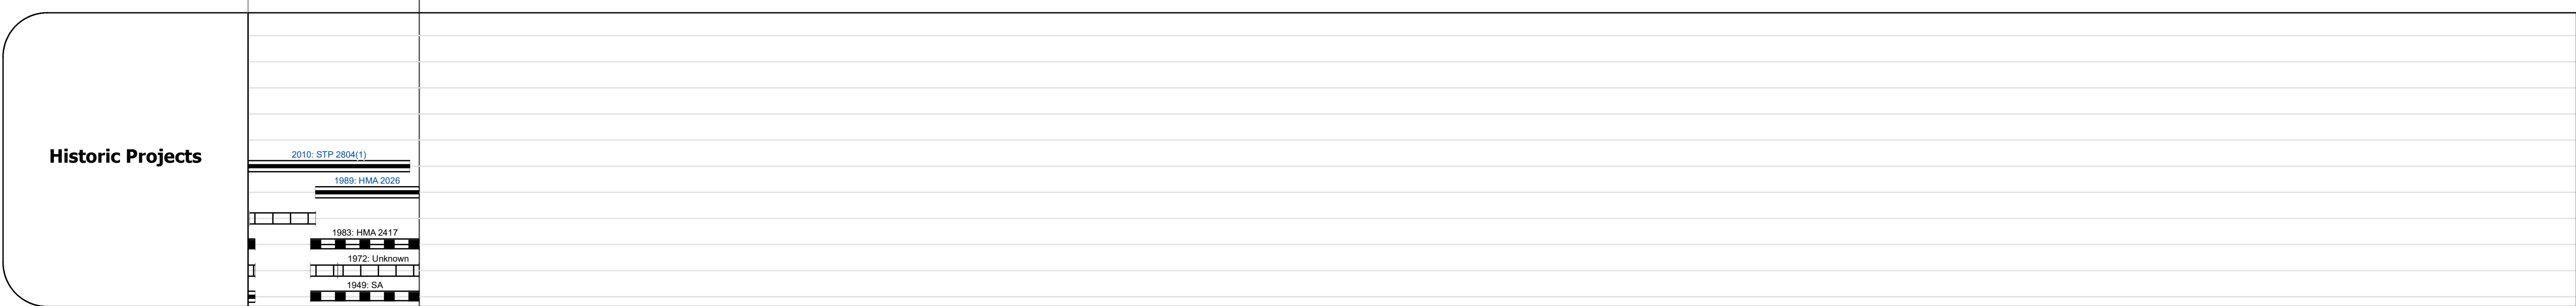 Historic Projects
2010: STP 2804(1)
1989: HMA 2026
1983: HMA 2417
1972: Unknown
1949: SA